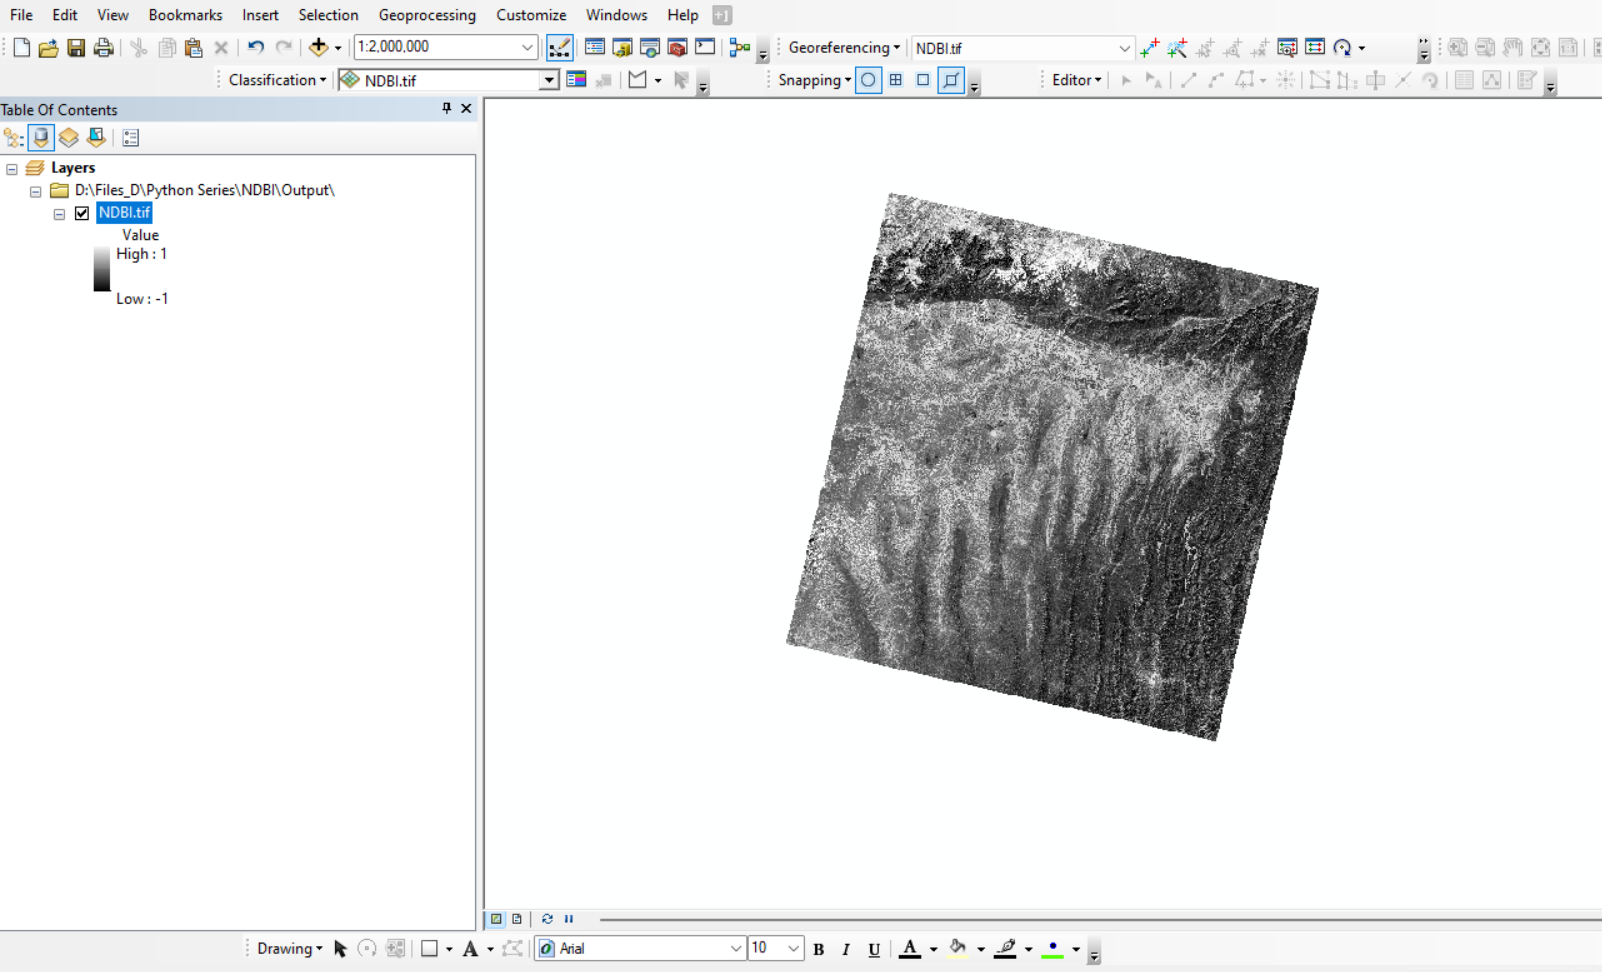 File Edit View Bookmarks Insert Selection Geoprocessing Customize Windows Help +1
1:2,000,000 Georeferencing NDBI.tif
Classification NDBI.tif Snapping Editor
Table Of Contents
Layers
D:\Files_D\Python Series\NDBI\Output\
NDBI.tif
Value
High : 1
Low : -1
Drawing A Arial 10 B I U A